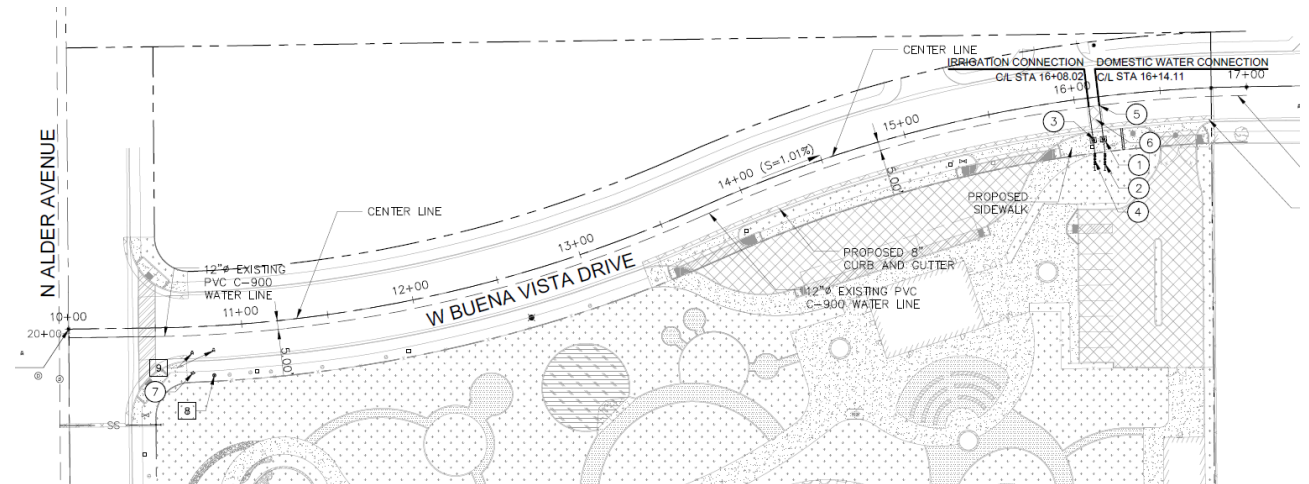 CENTER LINE
IRRIGATION CONNECTION
C/L STA 16+08.02
DOMESTIC WATER CONNECTION
C/L STA 16+14.11
17+00
16+00
5
3
6
1
2
4
15+00
14+00 (S=1.01%)
5.00'
PROPOSED
SIDEWALK
CENTER LINE
13+00
PROPOSED 8"
CURB AND GUTTER
N ALDER AVENUE
12"ø EXISTING
PVC C-900
WATER LINE
12+00
W BUENA VISTA DRIVE
12"ø EXISTING PVC
C-900 WATER LINE
11+00
10+00
20+00
5.00'
9
7
8
SS